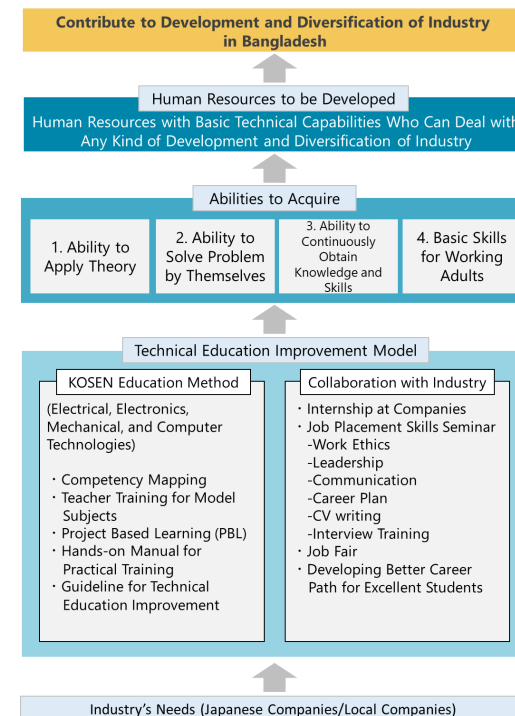 Contribute to Development and Diversification of Industry
in Bangladesh
Human Resources to be Developed
Human Resources with Basic Technical Capabilities Who Can Deal with
Any Kind of Development and Diversification of Industry
Abilities to Acquire
1. Ability to
Apply Theory
2. Ability to
Solve Problem
by Themselves
3. Ability to
Continuously
Obtain
Knowledge and
Skills
4. Basic Skills
for Working
Adults
Technical Education Improvement Model
KOSEN Education Method
(Electrical, Electronics,
Mechanical, and Computer
Technologies)
・Competency Mapping
・Teacher Training for Model
Subjects
・Project Based Learning (PBL)
・Hands-on Manual for
Practical Training
・Guideline for Technical
Education Improvement
Collaboration with Industry
・Internship at Companies
・Job Placement Skills Seminar
-Work Ethics
-Leadership
-Communication
-Career Plan
-CV writing
-Interview Training
・Job Fair
・Developing Better Career
Path for Excellent Students
Industry's Needs (Japanese Companies/Local Companies)